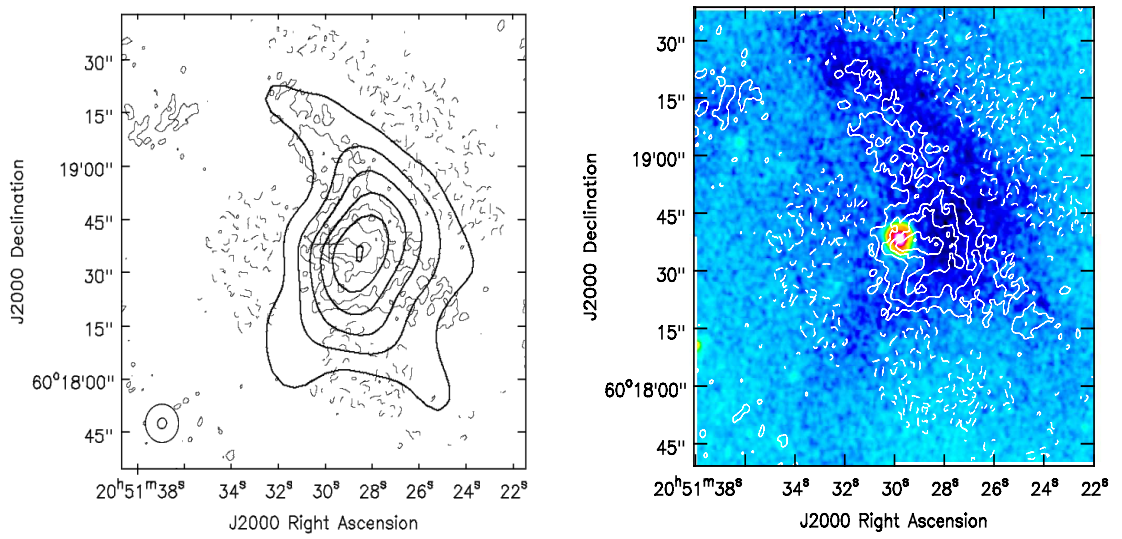 30"
15"
19'00"
45"
30"
15"
60°18'00"
45"
20ʰ51ᵐ38ˢ 34ˢ 30ˢ 28ˢ 26ˢ 24ˢ 22ˢ
J2000 Right Ascension
J2000 Declination
30"
15"
19'00"
45"
30"
15"
60°18'00"
45"
20ʰ51ᵐ38ˢ 34ˢ 32ˢ 30ˢ 28ˢ 26ˢ 24ˢ 22ˢ
J2000 Right Ascension
J2000 Declination